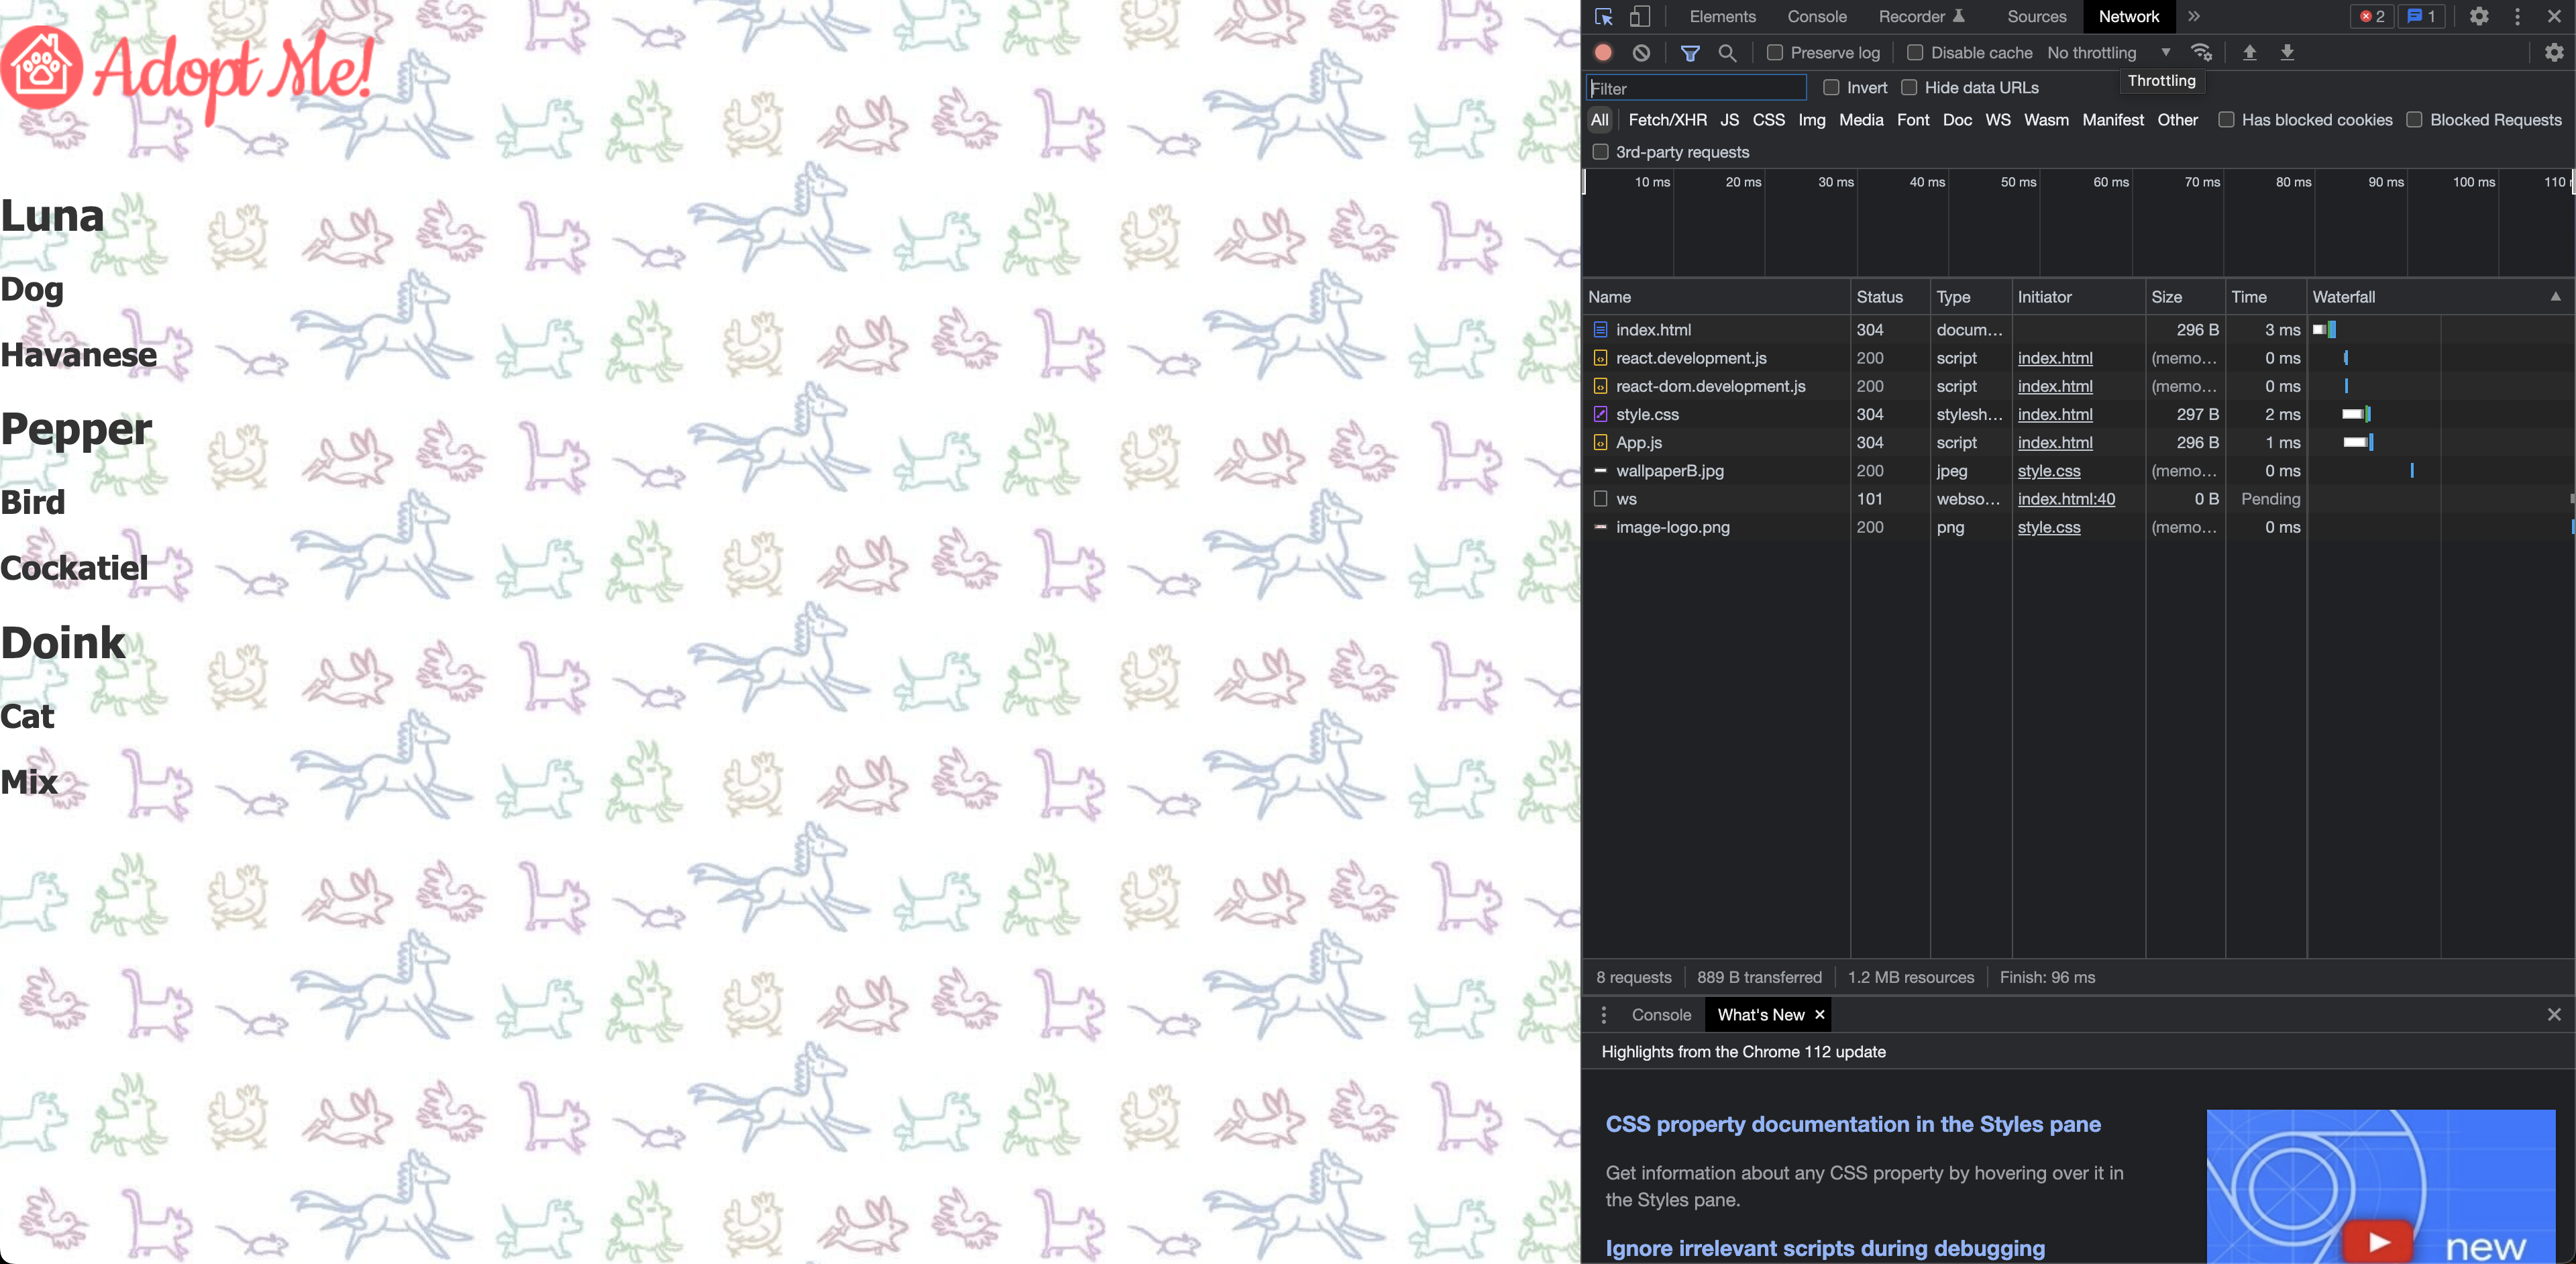 Adopt Me!
Luna
Dog
Havanese
Pepper
Bird
Cockatiel
Doink
Cat
Mix
Elements Console Recorder Sources Network 2 1
Preserve log Disable cache No throttling
Throttling
Filter Invert Hide data URLs
All Fetch/XHR JS CSS Img Media Font Doc WS Wasm Manifest Other Has blocked cookies Blocked Requests
3rd-party requests
10 ms 20 ms 30 ms 40 ms 50 ms 60 ms 70 ms 80 ms 90 ms 100 ms 110
Name Status Type Initiator Size Time Waterfall
index.html 304 docum… 296 B 3 ms
react.development.js 200 script index.html (memo… 0 ms
react-dom.development.js 200 script index.html (memo… 0 ms
style.css 304 stylesh… index.html 297 B 2 ms
App.js 304 script index.html 296 B 1 ms
wallpaperB.jpg 200 jpeg style.css (memo… 0 ms
ws 101 webso… index.html:40 0 B Pending
image-logo.png 200 png style.css (memo… 0 ms
8 requests 889 B transferred 1.2 MB resources Finish: 96 ms
Console What's New
Highlights from the Chrome 112 update
CSS property documentation in the Styles pane
Get information about any CSS property by hovering over it in
the Styles pane.
Ignore irrelevant scripts during debugging
new